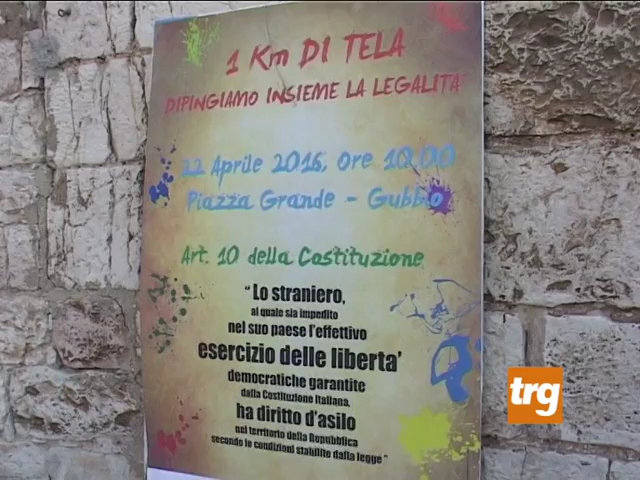 1 Km DI TELA
DIPINGIAMO INSIEME LA LEGALITA'
22 Aprile 2016, ore 10.00
Piazza Grande - Gubbio
Art. 10 della Costituzione
“ Lo straniero,
al quale sia impedito
nel suo paese l'effettivo
esercizio delle liberta'
democratiche garantite
dalla Costituzione Italiana,
ha diritto d'asilo
nel territorio della Repubblica
secondo le condizioni stabilite dalla legge ”
trg